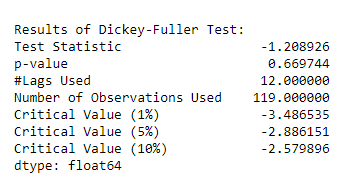 Results of Dickey-Fuller Test:
Test Statistic -1.208926
p-value 0.669744
#Lags Used 12.000000
Number of Observations Used 119.000000
Critical Value (1%) -3.486535
Critical Value (5%) -2.886151
Critical Value (10%) -2.579896
dtype: float64